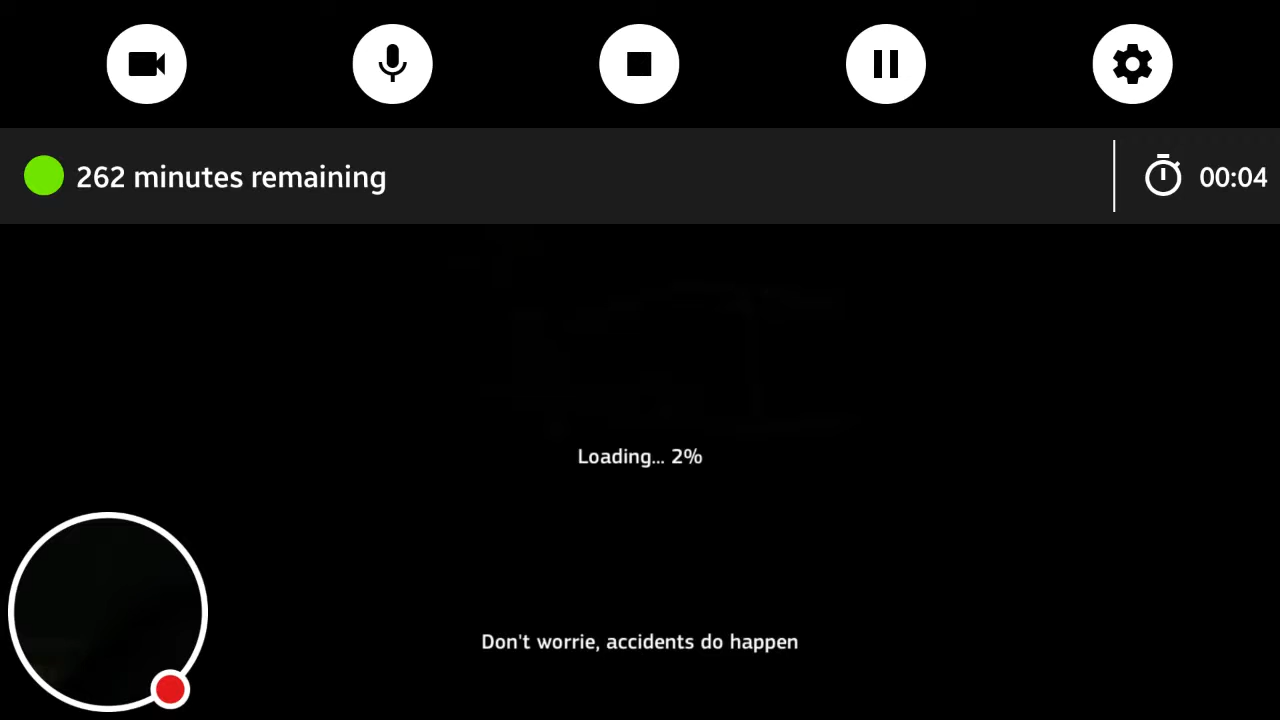 262 minutes remaining
00:04
Loading... 2%
Don't worrie, accidents do happen